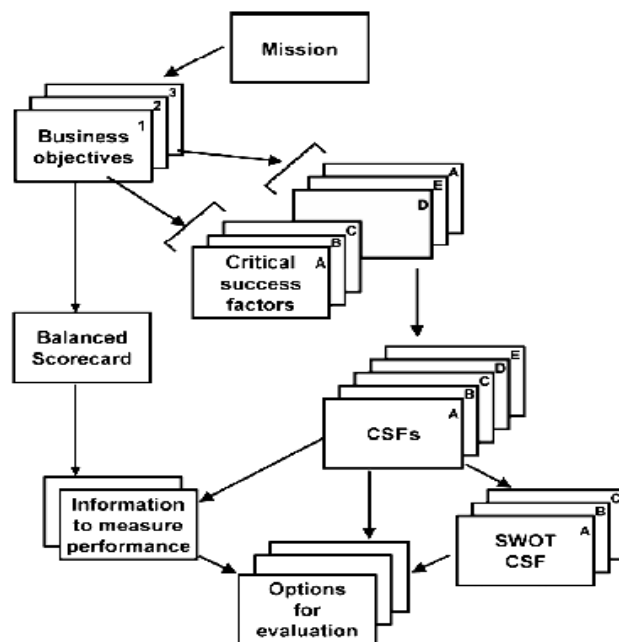 Mission
3
2
1
Business
objectives
A
E
D
C
B
A
Critical
success
factors
Balanced
Scorecard
E
D
C
B
A
CSFs
Information
to measure
performance
C
B
A
SWOT
CSF
Options
for
evaluation